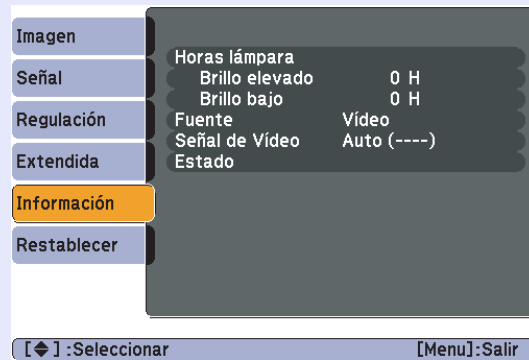 Imagen
Señal
Regulación
Extendida
Información
Restablecer
Horas lámpara
Brillo elevado 0 H
Brillo bajo 0 H
Fuente Vídeo
Señal de Vídeo Auto (----)
Estado
[◆] :Seleccionar [Menu]:Salir